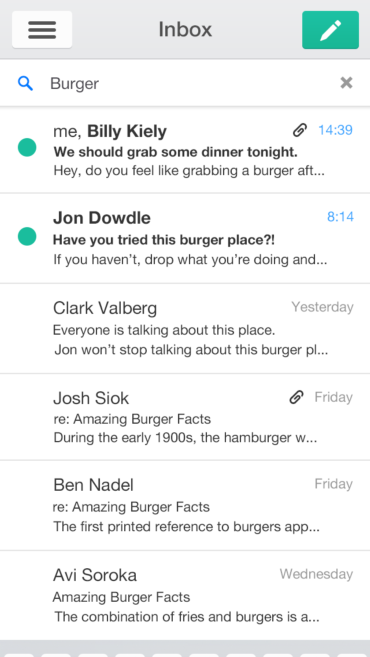 Inbox
Burger
me, Billy Kiely 14:39
We should grab some dinner tonight.
Hey, do you feel like grabbing a burger aft...
Jon Dowdle 8:14
Have you tried this burger place?!
If you haven't, drop what you're doing and...
Clark Valberg Yesterday
Everyone is talking about this place.
Jon won't stop talking about this burger pl...
Josh Siok Friday
re: Amazing Burger Facts
During the early 1900s, the hamburger w...
Ben Nadel Friday
re: Amazing Burger Facts
The first printed reference to burgers app...
Avi Soroka Wednesday
Amazing Burger Facts
The combination of fries and burgers is a...